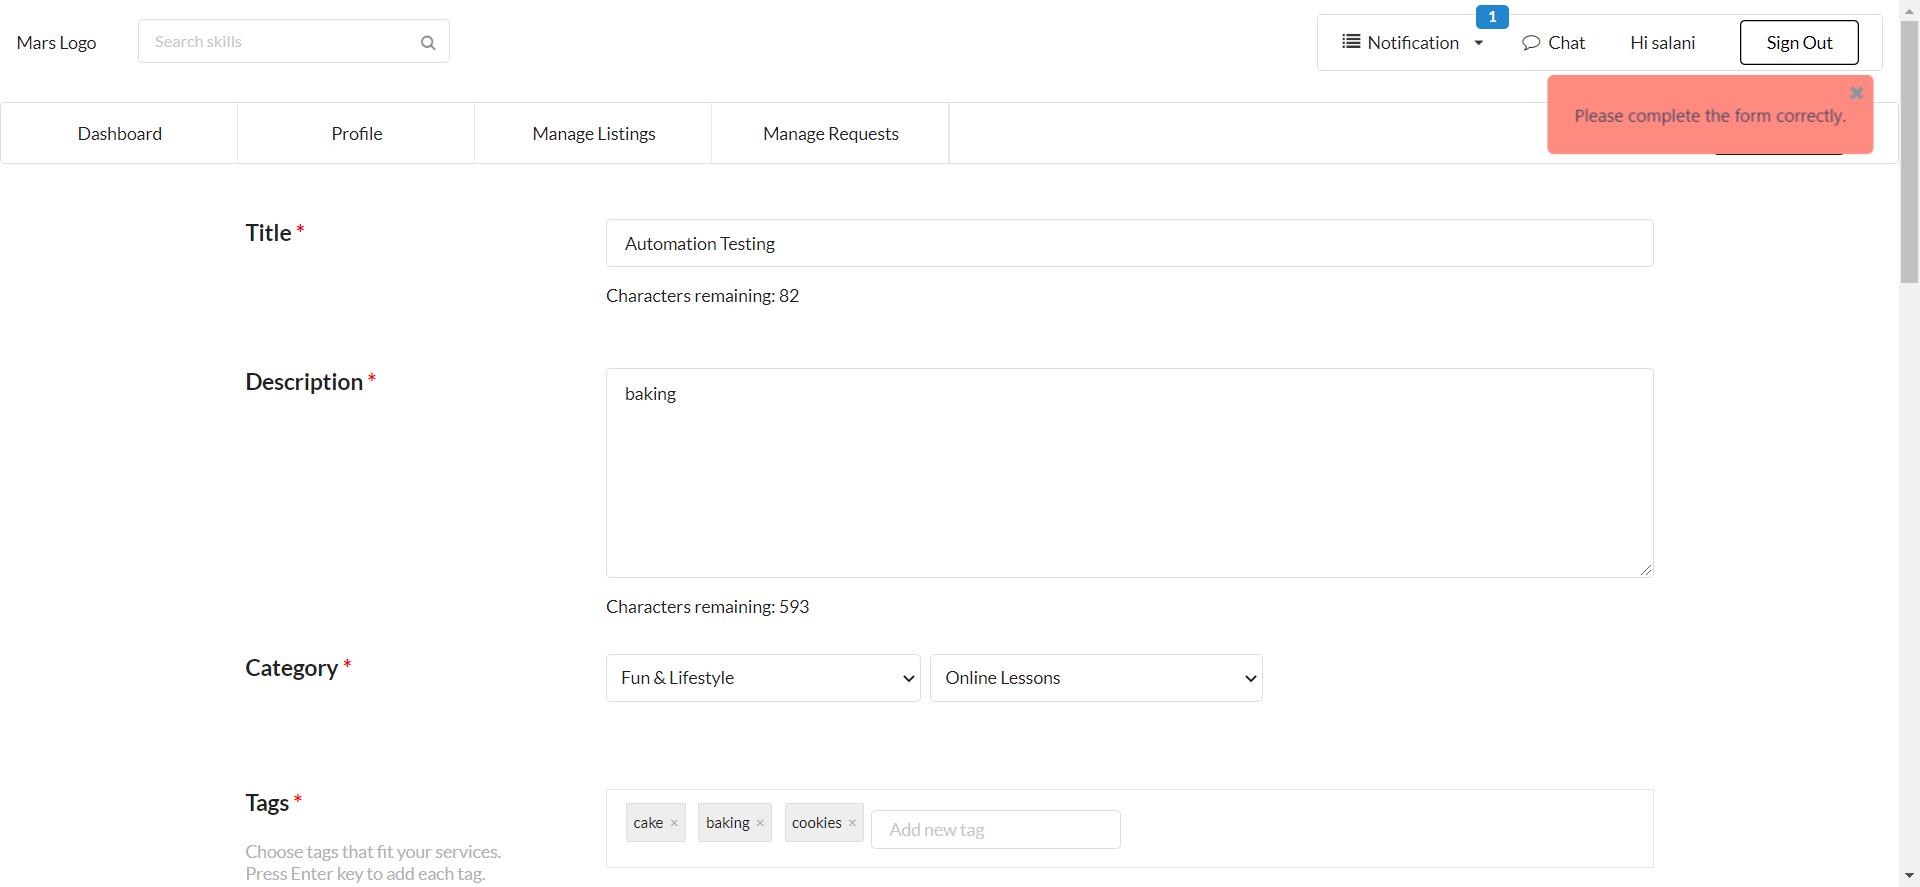 Mars Logo
Search skills
1
Notification
Chat
Hi salani
Sign Out
Please complete the form correctly.
Dashboard
Profile
Manage Listings
Manage Requests
Title *
Automation Testing
Characters remaining: 82
Description *
baking
Characters remaining: 593
Category *
Fun & Lifestyle
Online Lessons
Tags *
cake ×
baking ×
cookies ×
Add new tag
Choose tags that fit your services.
Press Enter key to add each tag.